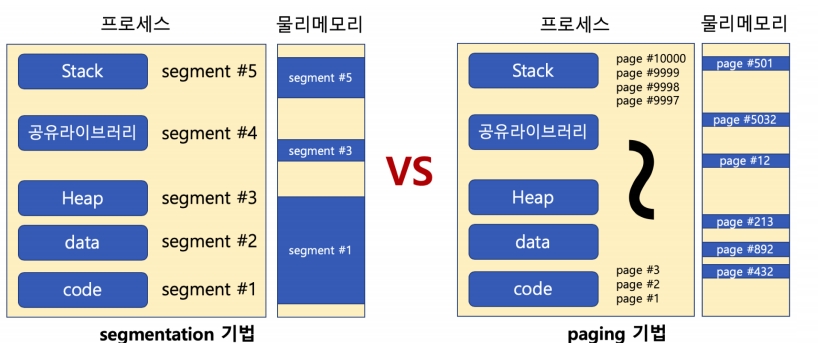 프로세스
물리메모리
Stack segment #5
공유라이브러리 segment #4
Heap segment #3
data segment #2
code segment #1
segment #5
segment #3
segment #1
segmentation 기법
VS
프로세스
물리메모리
Stack
공유라이브러리
Heap
data
code
page #10000
page #9999
page #9998
page #9997
page #3
page #2
page #1
page #501
page #5032
page #12
page #213
page #892
page #432
paging 기법